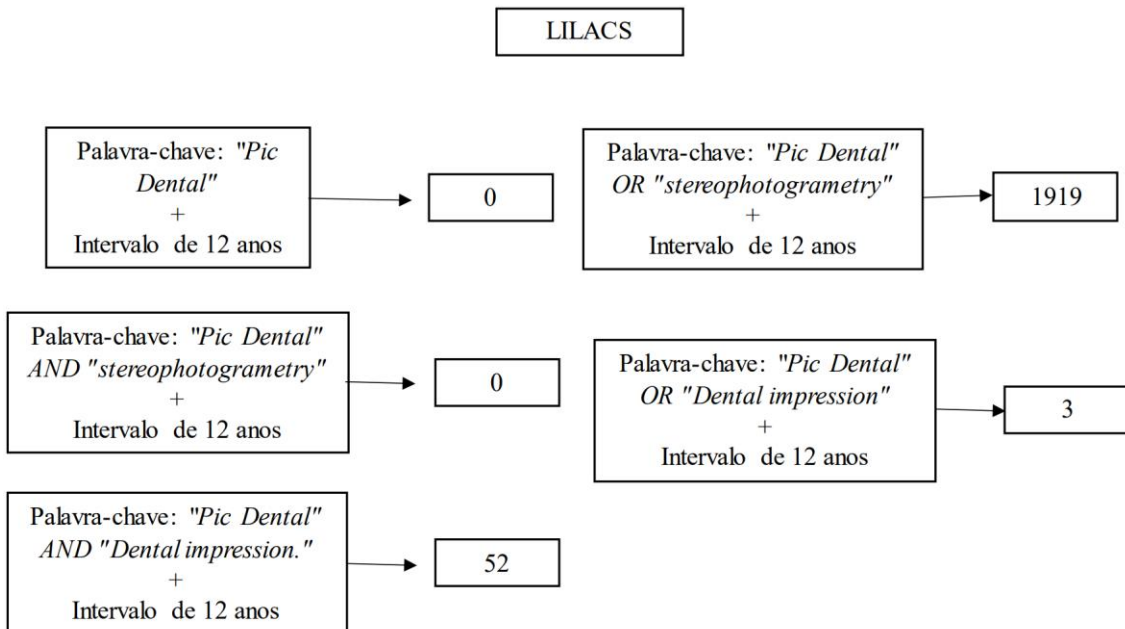 LILACS
Palavra-chave: "Pic
Dental"
+
Intervalo de 12 anos
0
Palavra-chave: "Pic Dental"
OR "stereophotogrametry"
+
Intervalo de 12 anos
1919
Palavra-chave: "Pic Dental"
AND "stereophotogrametry"
+
Intervalo de 12 anos
0
Palavra-chave: "Pic Dental"
OR "Dental impression"
+
Intervalo de 12 anos
3
Palavra-chave: "Pic Dental"
AND "Dental impression."
+
Intervalo de 12 anos
52